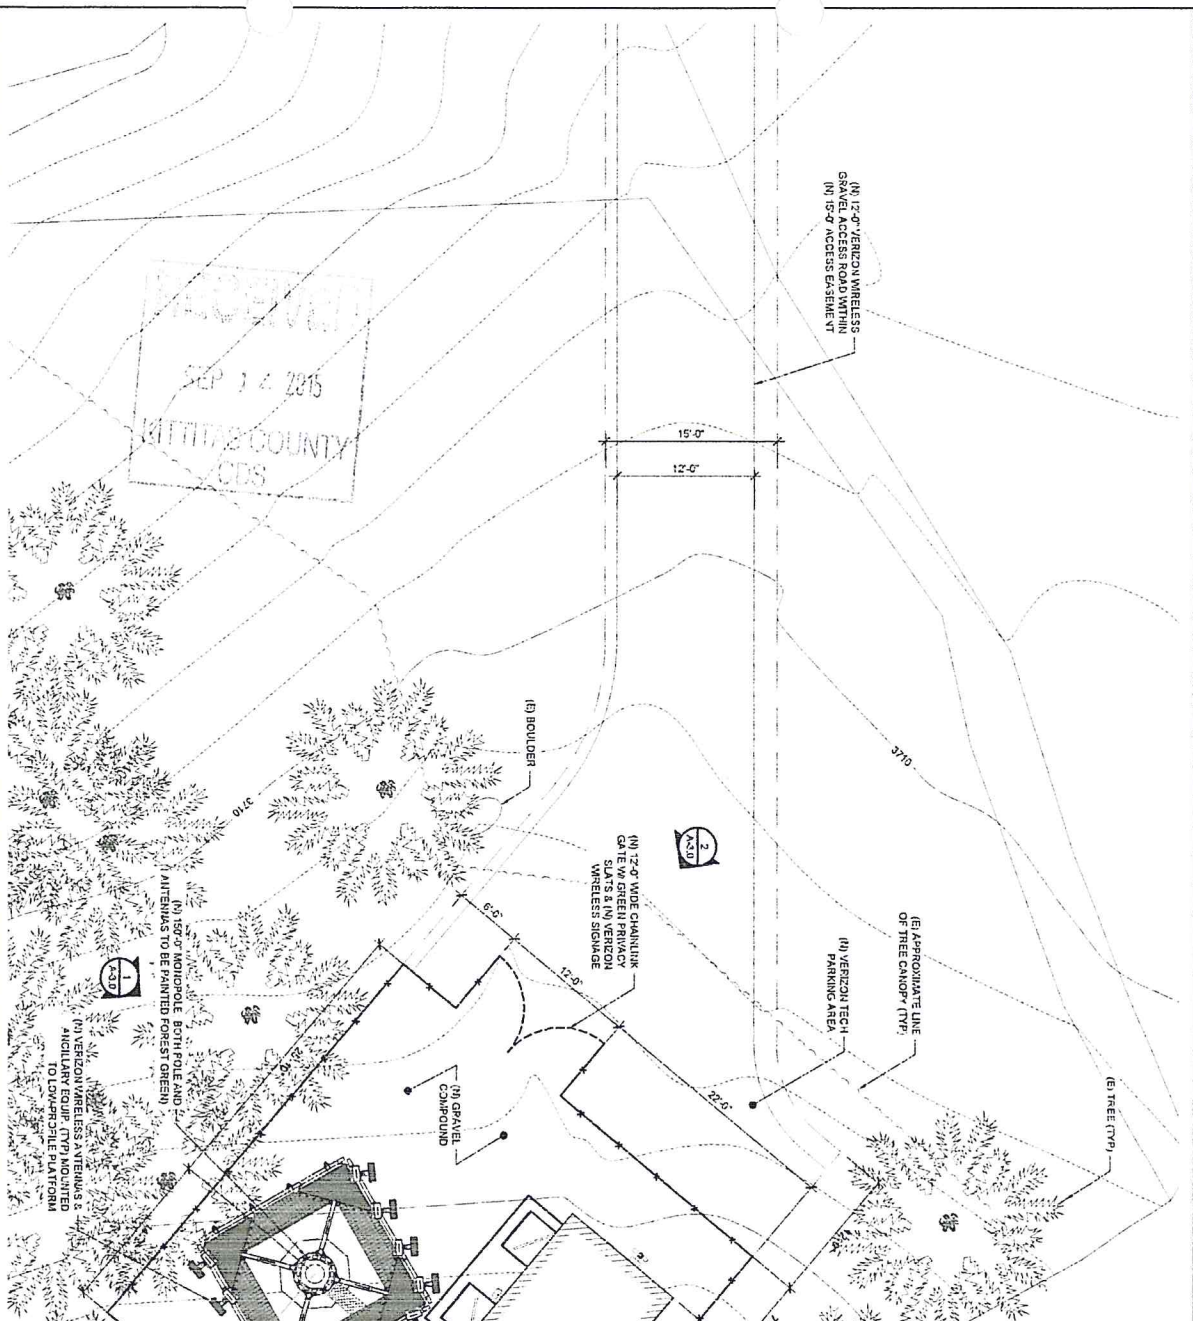 (N) 12'-0" VERIZON WIRELESS
GRAVEL ACCESS ROAD WITHIN
(N) 15'-0" ACCESS EASEMENT
RECEIVED
SEP 14 2015
KITTITAS COUNTY
CDS
15'-0"
12'-0"
(E) BOULDER
3710
3710
2
A-3.0
(N) 12'-0" WIDE CHAINLINK
GATE W/ GREEN PRIVACY
SLATS & (N) VERIZON
WIRELESS SIGNAGE
6'-0"
12'-0"
22'-0"
(E) APPROXIMATE LINE
OF TREE CANOPY (TYP)
(N) VERIZON TECH
PARKING AREA
(E) TREE (TYP)
(N) 150'-0" MONOPOLE BOTH POLE AND
ANTENNAS TO BE PAINTED FOREST GREEN)
1
A-3.0
(N) VERIZON WIRELESS ANTENNAS &
ANCILLARY EQUIP. (TYP) MOUNTED
TO LOW-PROFILE PLATFORM
(N) GRAVEL
COMPOUND